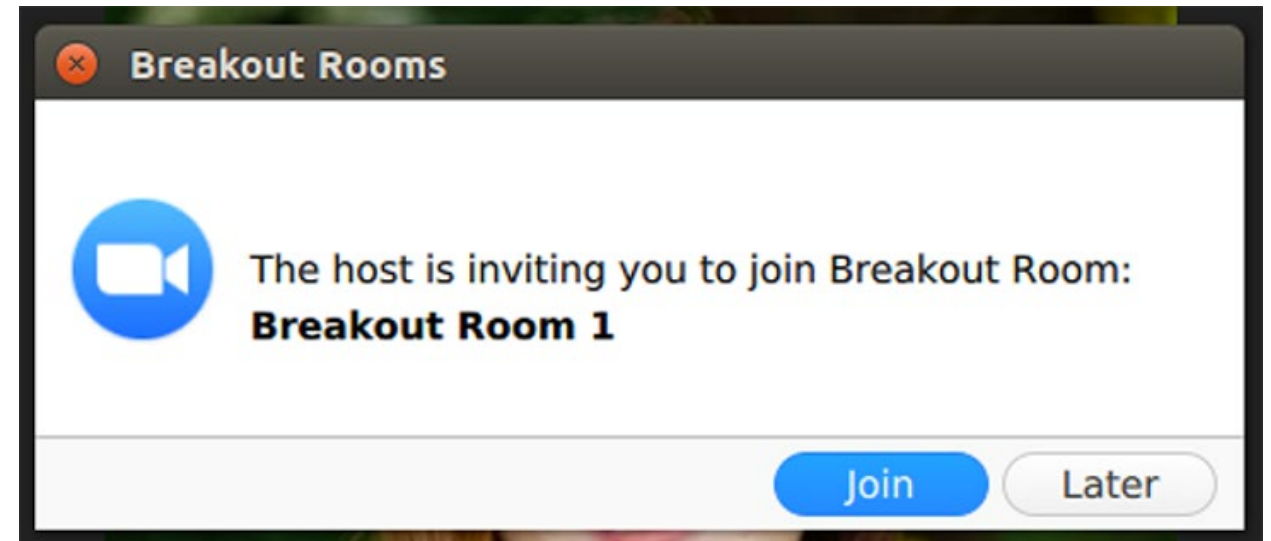 Breakout Rooms
The host is inviting you to join Breakout Room:
Breakout Room 1
Join
Later